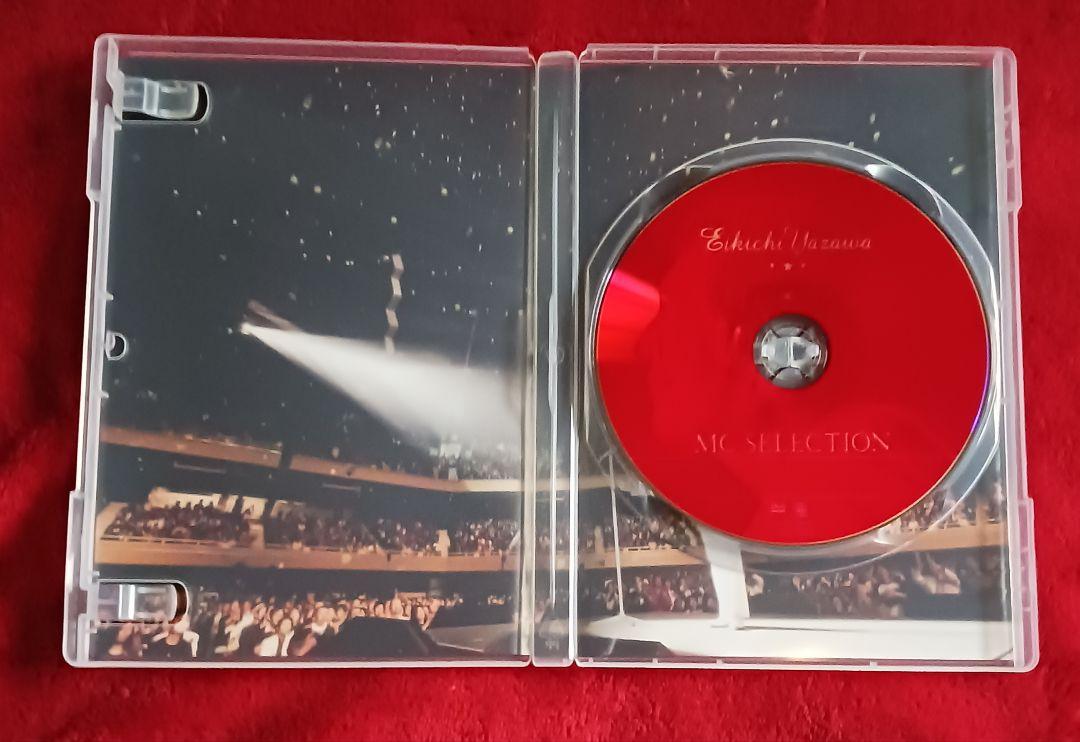 Eikichi Yazawa
MC SELECTION